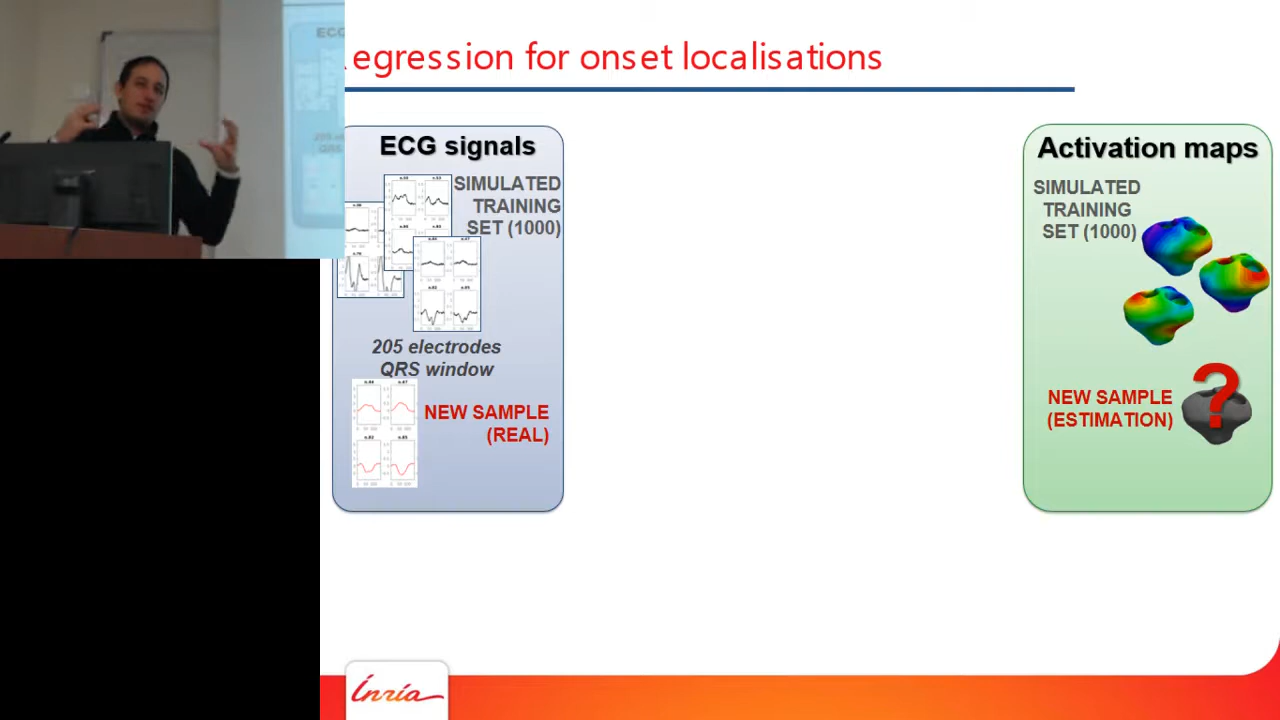 egression for onset localisations
ECG signals
SIMULATED
TRAINING
SET (1000)
205 electrodes
QRS window
NEW SAMPLE
(REAL)
Activation maps
SIMULATED
TRAINING
SET (1000)
NEW SAMPLE
(ESTIMATION)
?
Inria